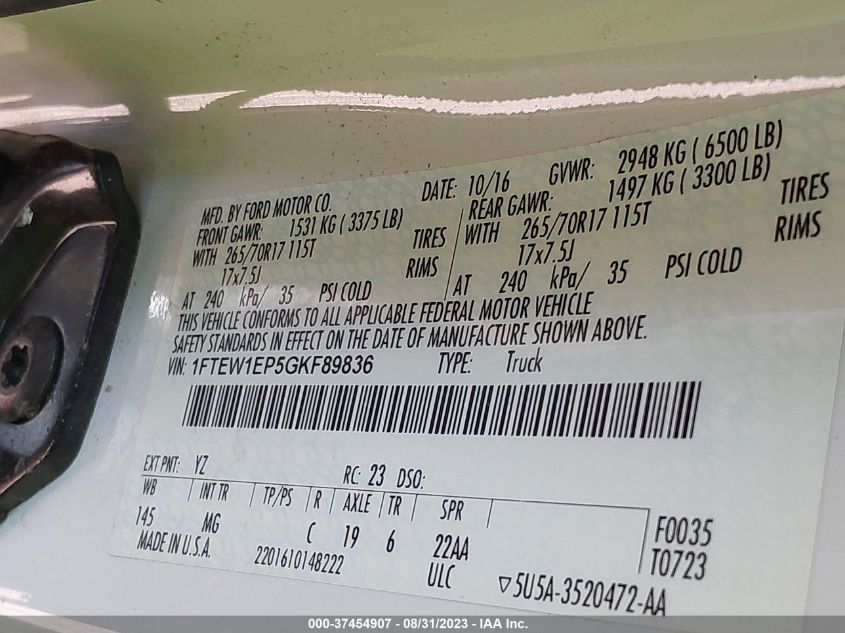 MFD. BY FORD MOTOR CO. DATE: 10/16 GVWR: 2948 KG ( 6500 LB)
FRONT GAWR: 1531 KG ( 3375 LB) REAR GAWR: 1497 KG ( 3300 LB)
WITH 265/70R17 115T TIRES WITH 265/70R17 115T TIRES
17x7.5J RIMS 17x7.5J RIMS
AT 240 kPa/ 35 PSI COLD AT 240 kPa/ 35 PSI COLD
THIS VEHICLE CONFORMS TO ALL APPLICABLE FEDERAL MOTOR VEHICLE
SAFETY STANDARDS IN EFFECT ON THE DATE OF MANUFACTURE SHOWN ABOVE.
VIN: 1FTEW1EP5GKF89836 TYPE: Truck
EXT PNT: YZ RC: 23 DSO:
WB INT TR TP/PS R AXLE TR SPR
145 MG C 19 6 22AA
F0035
T0723
MADE IN U.S.A. 2201610148222 ULC ▽5U5A-3520472-AA
000-37454907 - 08/31/2023 - IAA Inc.